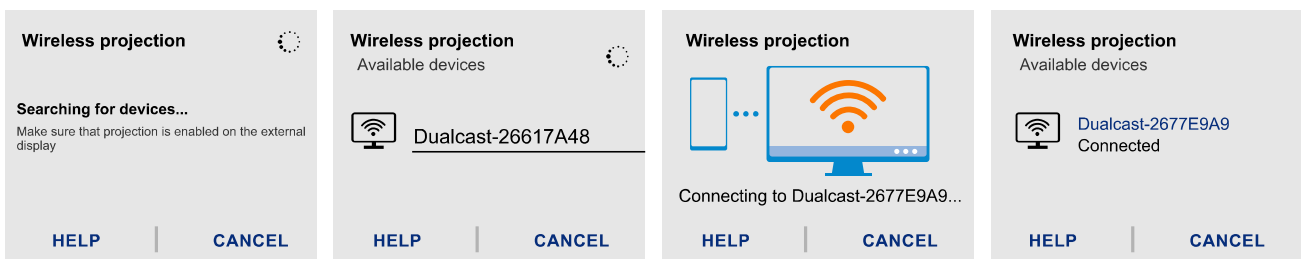 Wireless projection
Searching for devices...
Make sure that projection is enabled on the external
display
HELP
CANCEL
Wireless projection
Available devices
Dualcast-26617A48
HELP
CANCEL
Wireless projection
Connecting to Dualcast-2677E9A9...
HELP
CANCEL
Wireless projection
Available devices
Dualcast-2677E9A9
Connected
HELP
CANCEL